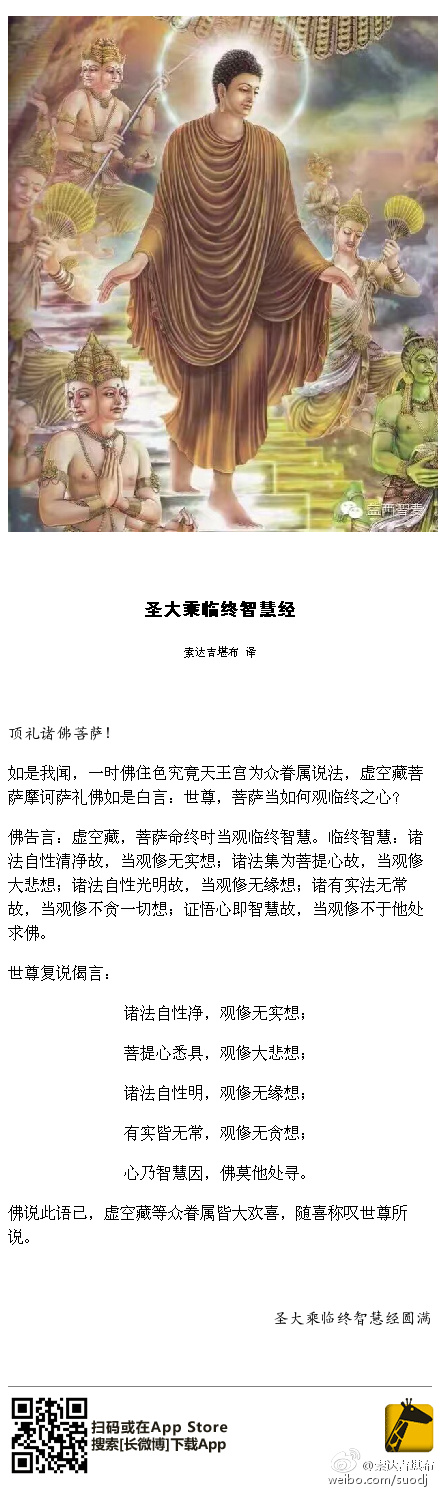 益西智麦
圣大乘临终智慧经
索达吉堪布 译
顶礼诸佛菩萨！
如是我闻，一时佛住色究竟天王宫为众眷属说法，虚空藏菩
萨摩诃萨礼佛如是白言：世尊，菩萨当如何观临终之心？
佛告言：虚空藏，菩萨命终时当观临终智慧。临终智慧：诸
法自性清净故，当观修无实想；诸法集为菩提心故，当观修
大悲想；诸法自性光明故，当观修无缘想；诸有实法无常
故，当观修不贪一切想；证悟心即智慧故，当观修不于他处
求佛。
世尊复说偈言：
诸法自性净，观修无实想；
菩提心悉具，观修大悲想；
诸法自性明，观修无缘想；
有实皆无常，观修无贪想；
心乃智慧因，佛莫他处寻。
佛说此语已，虚空藏等众眷属皆大欢喜，随喜称叹世尊所
说。
圣大乘临终智慧经圆满
扫码或在App Store
搜索[长微博]下载App
@索达吉堪布
weibo.com/suodj